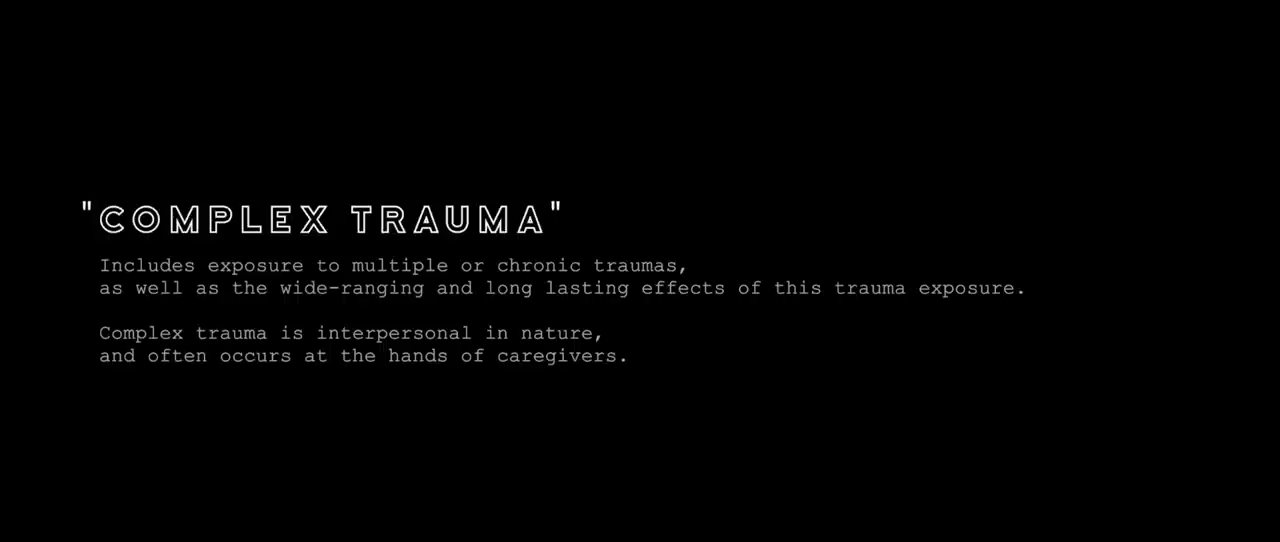 "COMPLEX TRAUMA"
Includes exposure to multiple or chronic traumas,
as well as the wide-ranging and long lasting effects of this trauma exposure.
Complex trauma is interpersonal in nature,
and often occurs at the hands of caregivers.